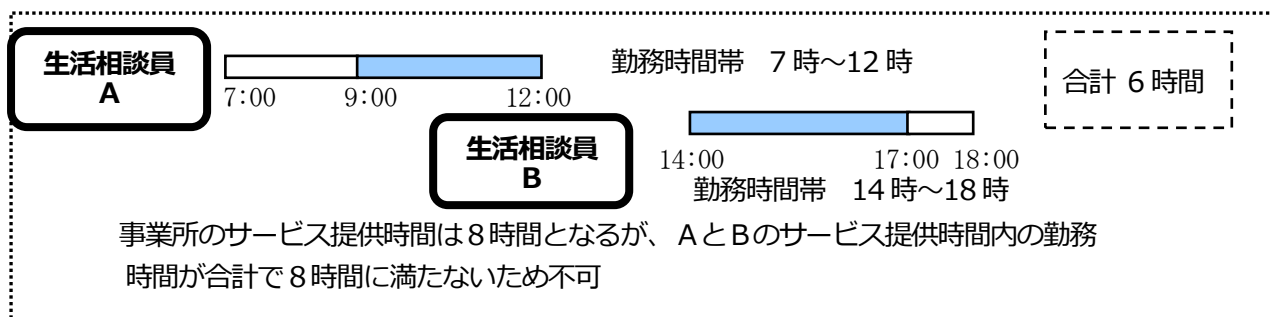 生活相談員
A
7:00 9:00 12:00
勤務時間帯　7時～12時
合計 6時間
生活相談員
B
14:00 17:00 18:00
勤務時間帯　14時～18時
事業所のサービス提供時間は８時間となるが、ＡとＢのサービス提供時間内の勤務
時間が合計で８時間に満たないため不可